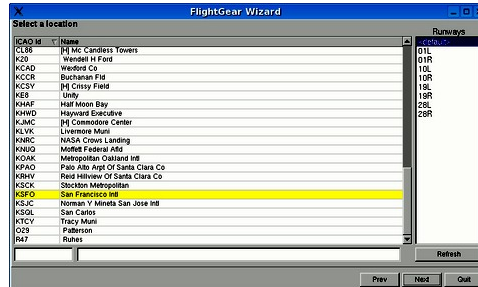 FlightGear Wizard
Select a location
Runways
ICAO Id Name
CL86 [H] Mc Candless Towers
K20 Wendell H Ford
KCAD Wexford Co
KCCR Buchanan Fld
KCSY [H] Crissy Field
KE8 Unity
KHAF Half Moon Bay
KHWD Hayward Executive
KJMC [H] Commodore Center
KLVK Livermore Muni
KNRC NASA Crows Landing
KNUQ Moffett Federal Afld
KOAK Metropolitan Oakland Intl
KPAO Palo Alto Arpt Of Santa Clara Co
KRHV Reid Hillview Of Santa Clara Co
KSCK Stockton Metropolitan
KSFO San Francisco Intl
KSJC Norman Y Mineta San Jose Intl
KSQL San Carlos
KTCY Tracy Muni
O29 Patterson
R47 Ruhes
<default>
01L
01R
10L
10R
19L
19R
28L
28R
Refresh
Prev Next Quit